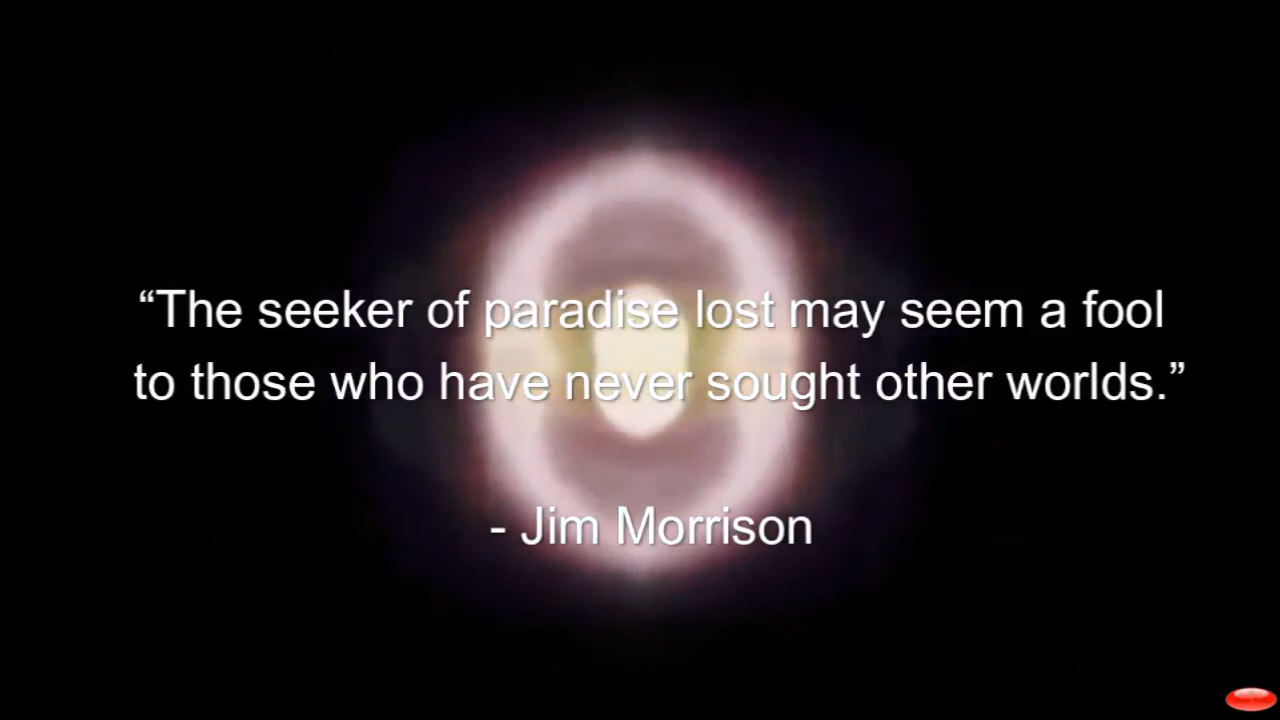 “The seeker of paradise lost may seem a fool
to those who have never sought other worlds.”
- Jim Morrison